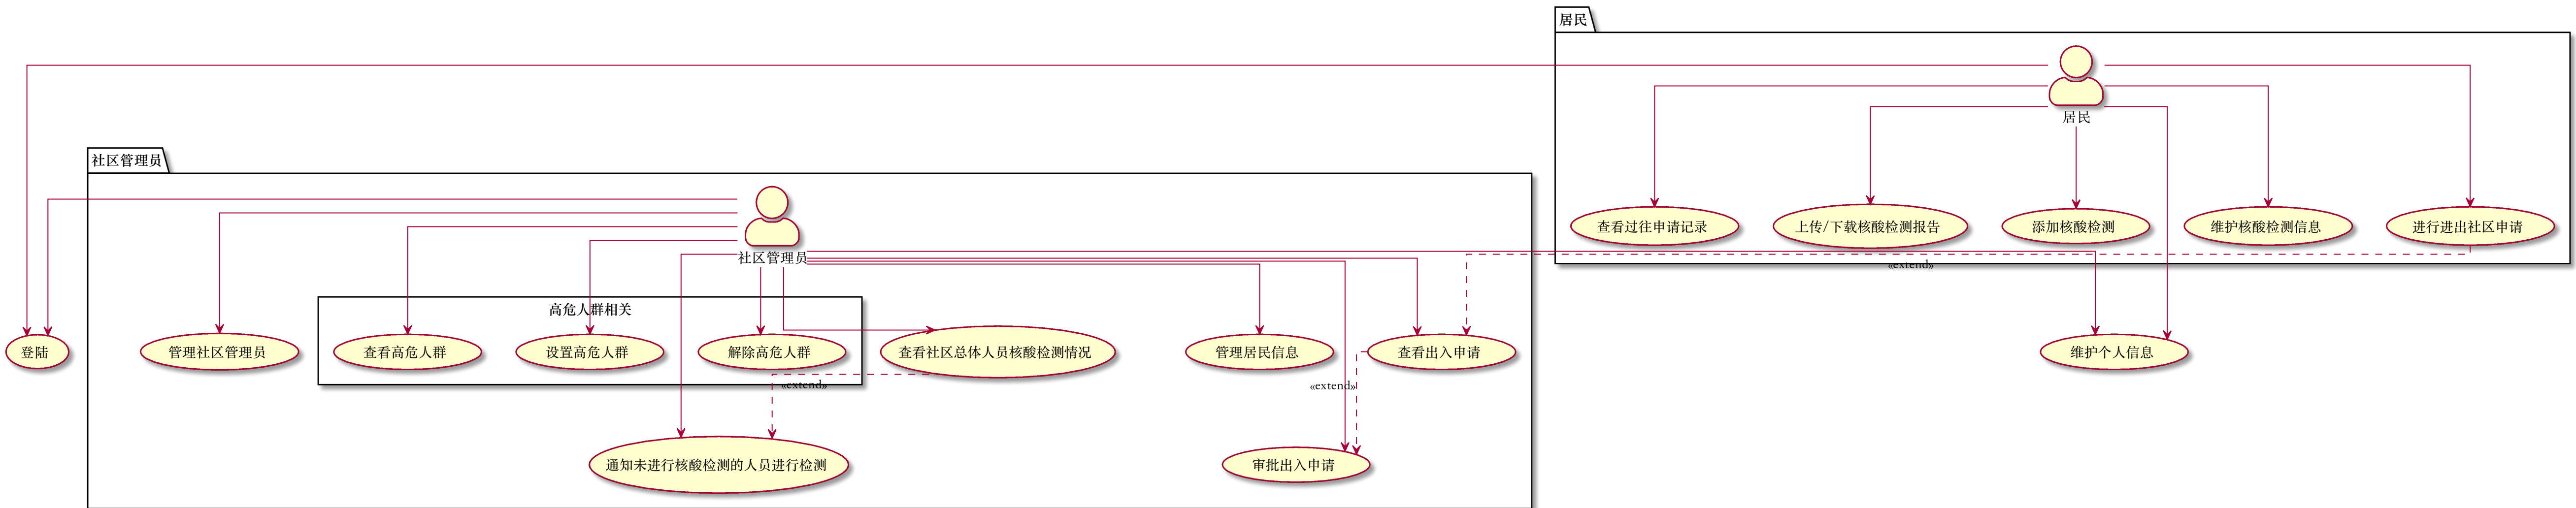 居民
居民
社区管理员
查看过往申请记录
上传/下载核酸检测报告
添加核酸检测
维护核酸检测信息
进行进出社区申请
社区管理员
«extend»
高危人群相关
登陆
管理社区管理员
查看高危人群
设置高危人群
解除高危人群
查看社区总体人员核酸检测情况
管理居民信息
查看出入申请
维护个人信息
«extend»
«extend»
通知未进行核酸检测的人员进行检测
审批出入申请